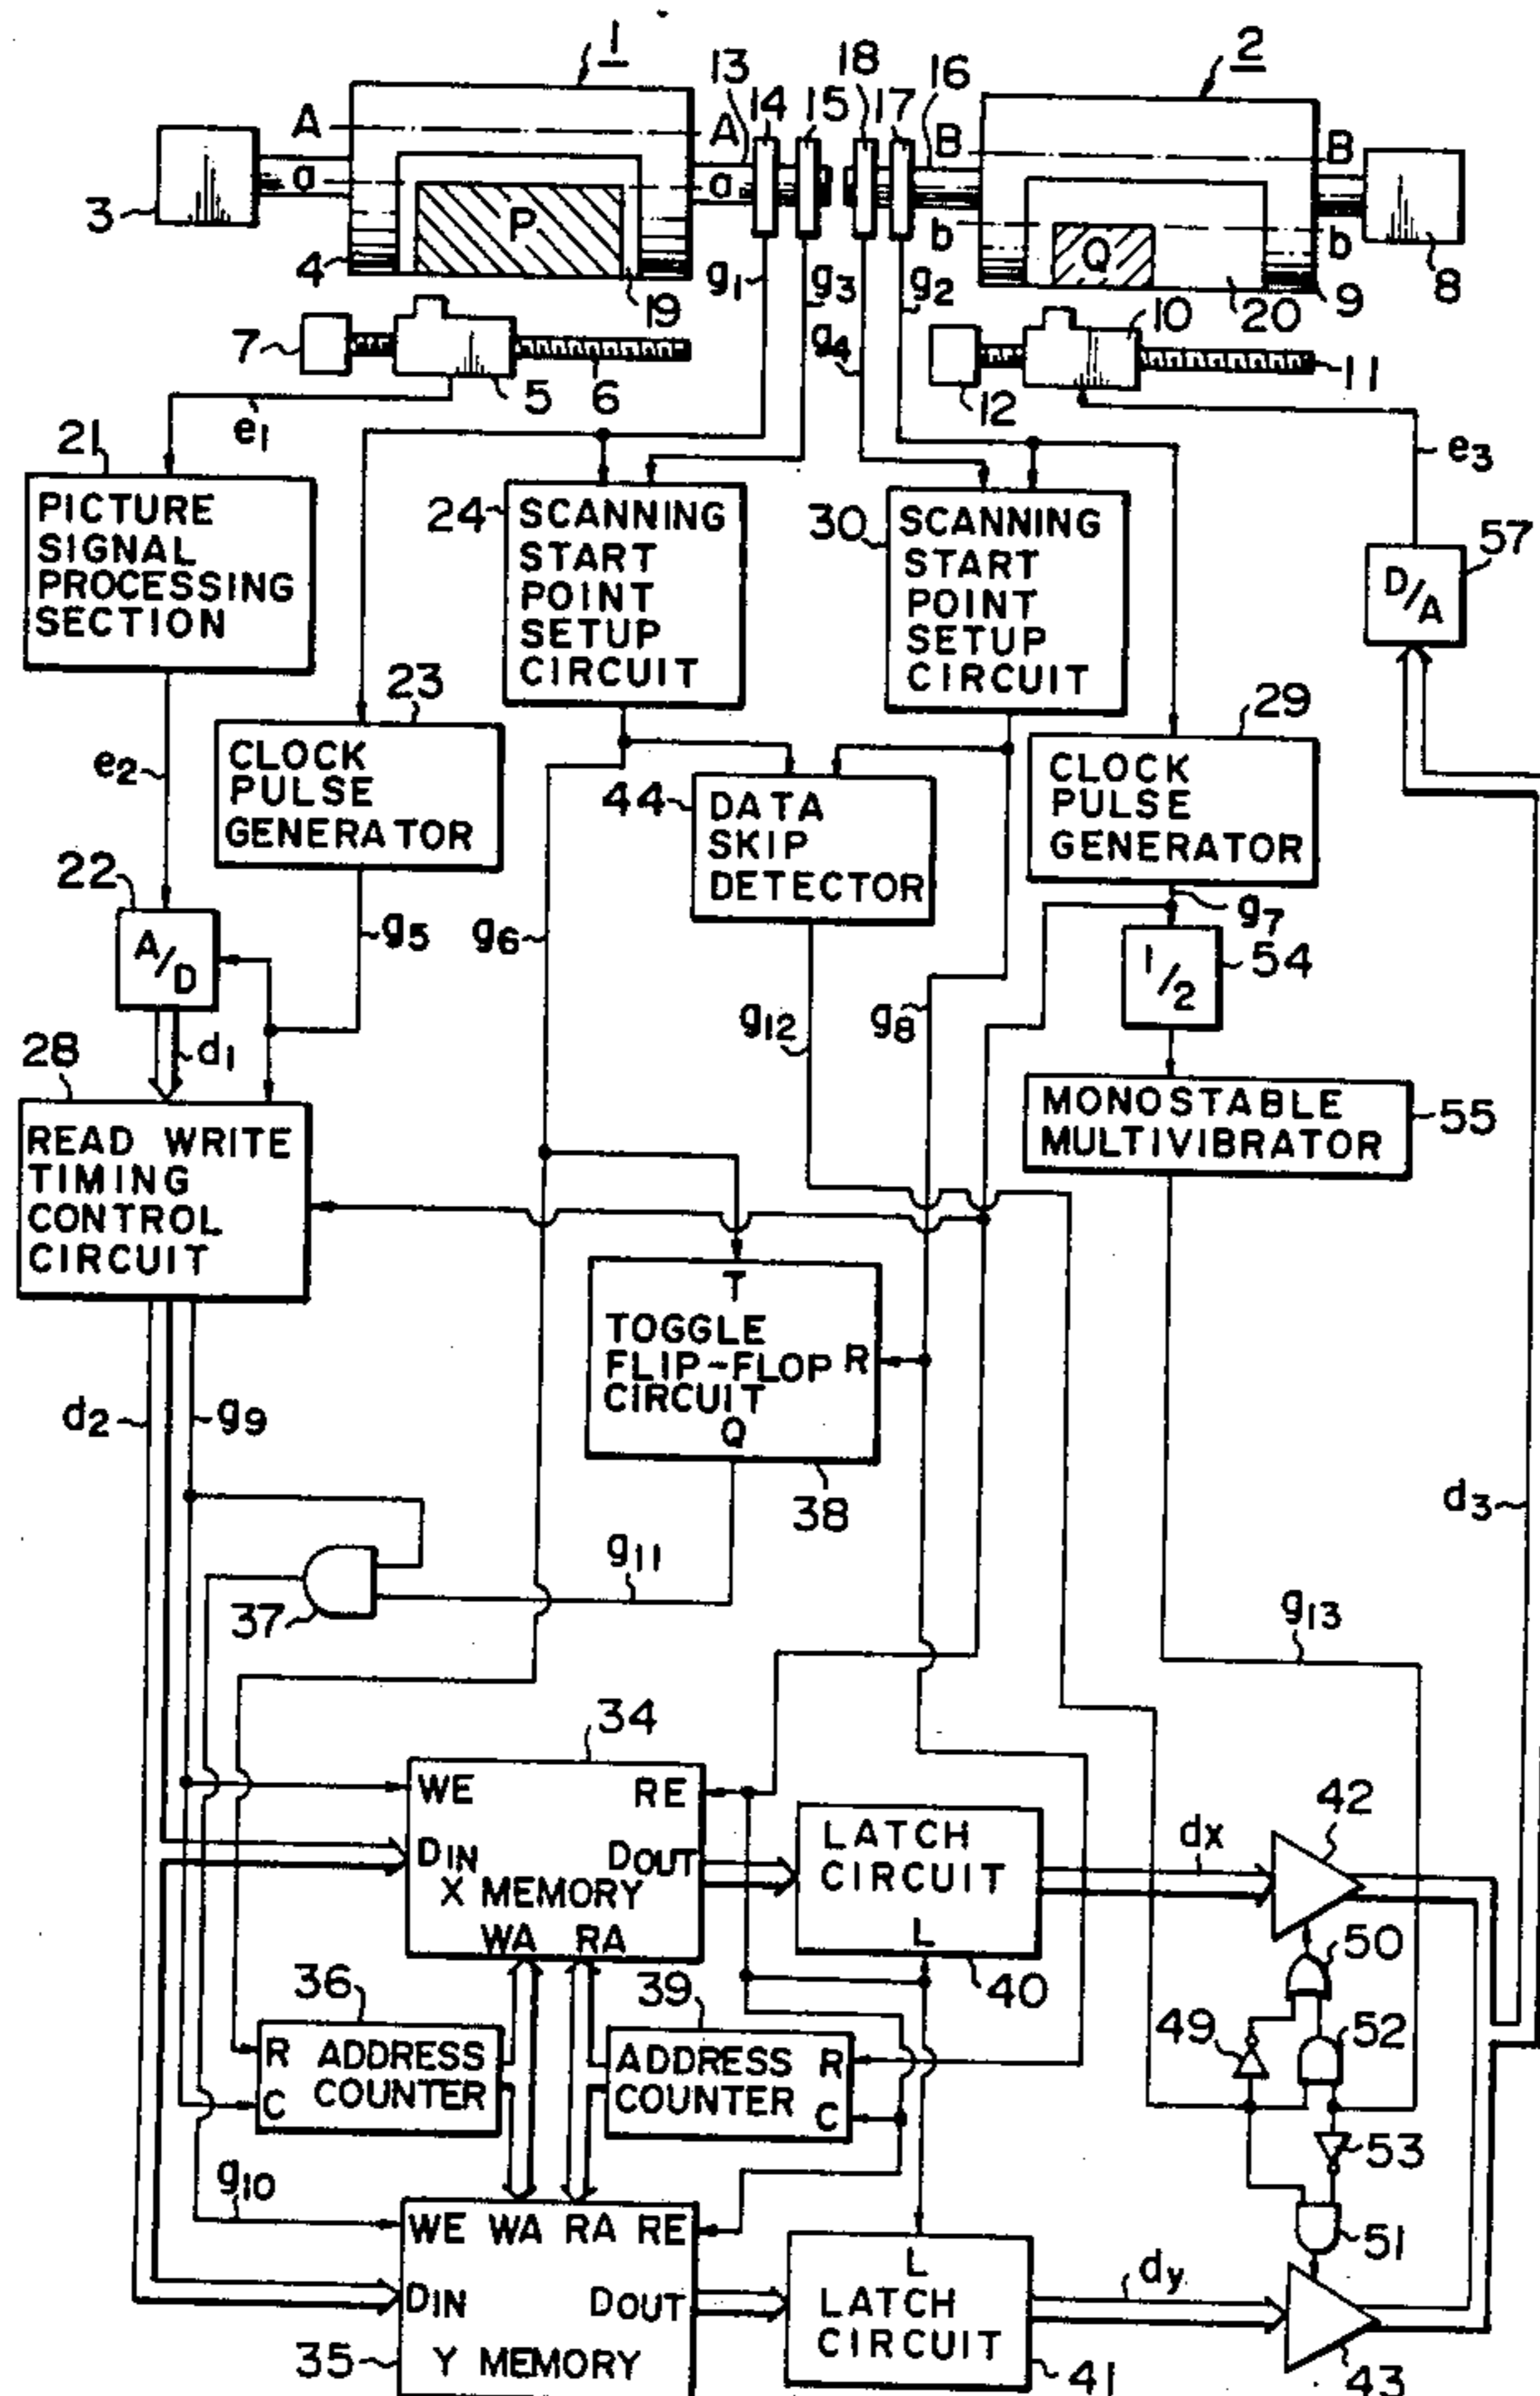 1
2
13
14
15
18
17
16
A
A
B
B
a
a
b
b
3
4
P
Q
19
20
9
8
g1
g3
g4
g2
7
5
6
12
10
11
e1
e3
21
PICTURE
SIGNAL
PROCESSING
SECTION
24
SCANNING
START
POINT
SETUP
CIRCUIT
30
SCANNING
START
POINT
SETUP
CIRCUIT
57
D/A
e2
23
CLOCK
PULSE
GENERATOR
44
DATA
SKIP
DETECTOR
29
CLOCK
PULSE
GENERATOR
22
A/D
g5
g6
g7
1/2
54
d1
g12
g8
28
READ WRITE
TIMING
CONTROL
CIRCUIT
MONOSTABLE
MULTIVIBRATOR
55
T
TOGGLE
FLIP-FLOP R
CIRCUIT
Q
38
d2
g9
d3
37
g11
g13
34
WE
RE
DIN
DOUT
X MEMORY
WA RA
LATCH
CIRCUIT
L
40
dx
42
50
36
R ADDRESS
C COUNTER
39
ADDRESS R
COUNTER C
49
52
53
51
g10
WE WA RA RE
DIN
DOUT
Y MEMORY
35
L
LATCH
CIRCUIT
41
dy
43